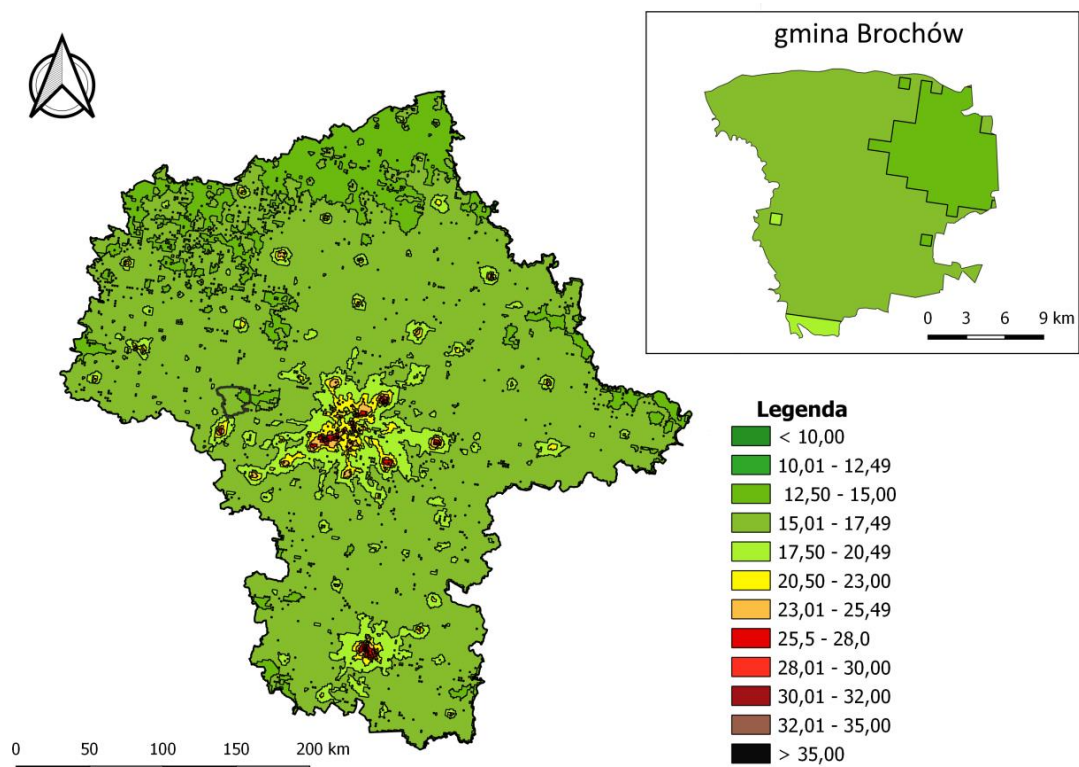 gmina Brochów
0 3 6 9 km
Legenda
< 10,00
10,01 - 12,49
12,50 - 15,00
15,01 - 17,49
17,50 - 20,49
20,50 - 23,00
23,01 - 25,49
25,5 - 28,0
28,01 - 30,00
30,01 - 32,00
32,01 - 35,00
> 35,00
0 50 100 150 200 km